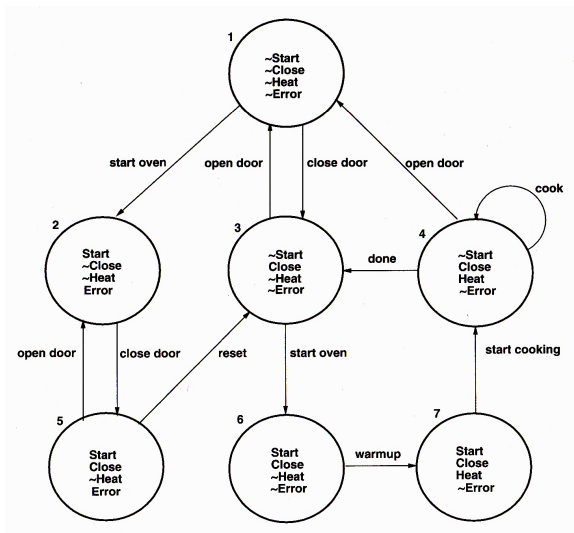 1
~Start
~Close
~Heat
~Error
start oven
open door
close door
open door
cook
2
Start
~Close
~Heat
Error
3
~Start
Close
~Heat
~Error
done
4
~Start
Close
Heat
~Error
open door
close door
reset
start oven
start cooking
5
Start
Close
~Heat
Error
6
Start
Close
~Heat
~Error
warmup
7
Start
Close
Heat
~Error